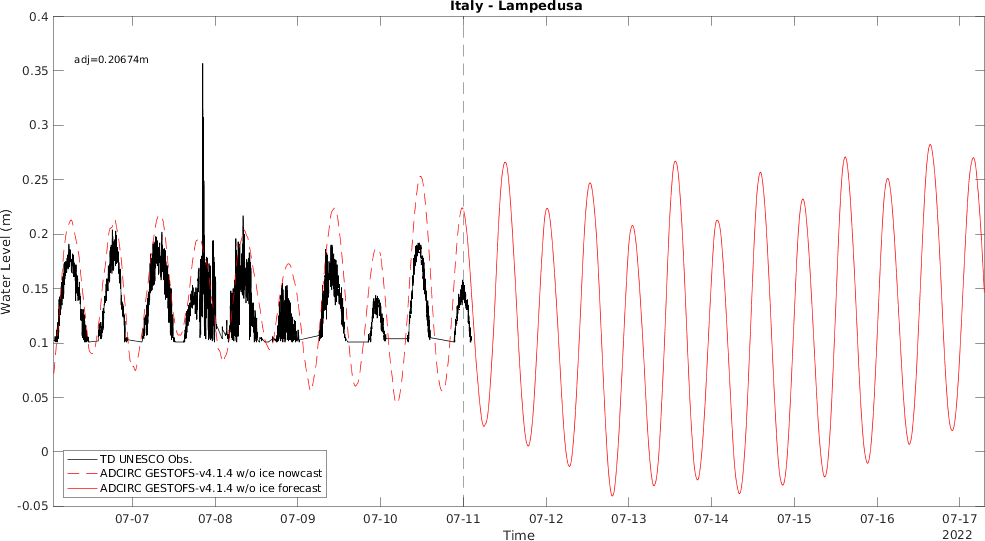 Italy - Lampedusa
adj=0.20674m
Water Level (m)
0.4
0.35
0.3
0.25
0.2
0.15
0.1
0.05
0
-0.05
TD UNESCO Obs.
ADCIRC GESTOFS-v4.1.4 w/o ice nowcast
ADCIRC GESTOFS-v4.1.4 w/o ice forecast
07-07 07-08 07-09 07-10 07-11 07-12 07-13 07-14 07-15 07-16 07-17
Time
2022